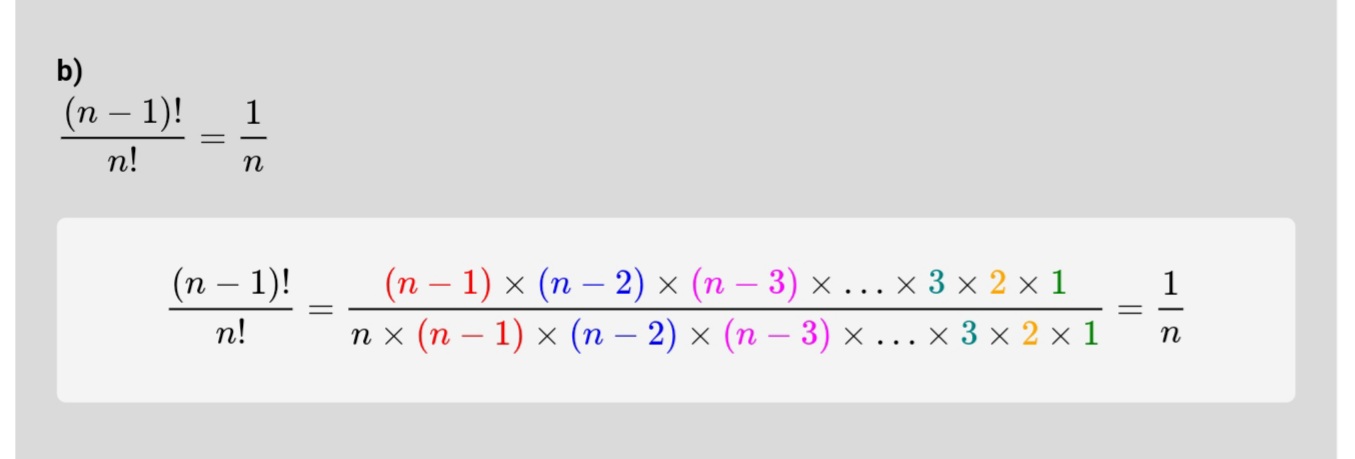 b)
\frac{(n-1)!}{n!} = \frac{1}{n}
\frac{(n-1)!}{n!} = \frac{(n-1) \times (n-2) \times (n-3) \times \ldots \times 3 \times 2 \times 1}{n \times (n-1) \times (n-2) \times (n-3) \times \ldots \times 3 \times 2 \times 1} = \frac{1}{n}